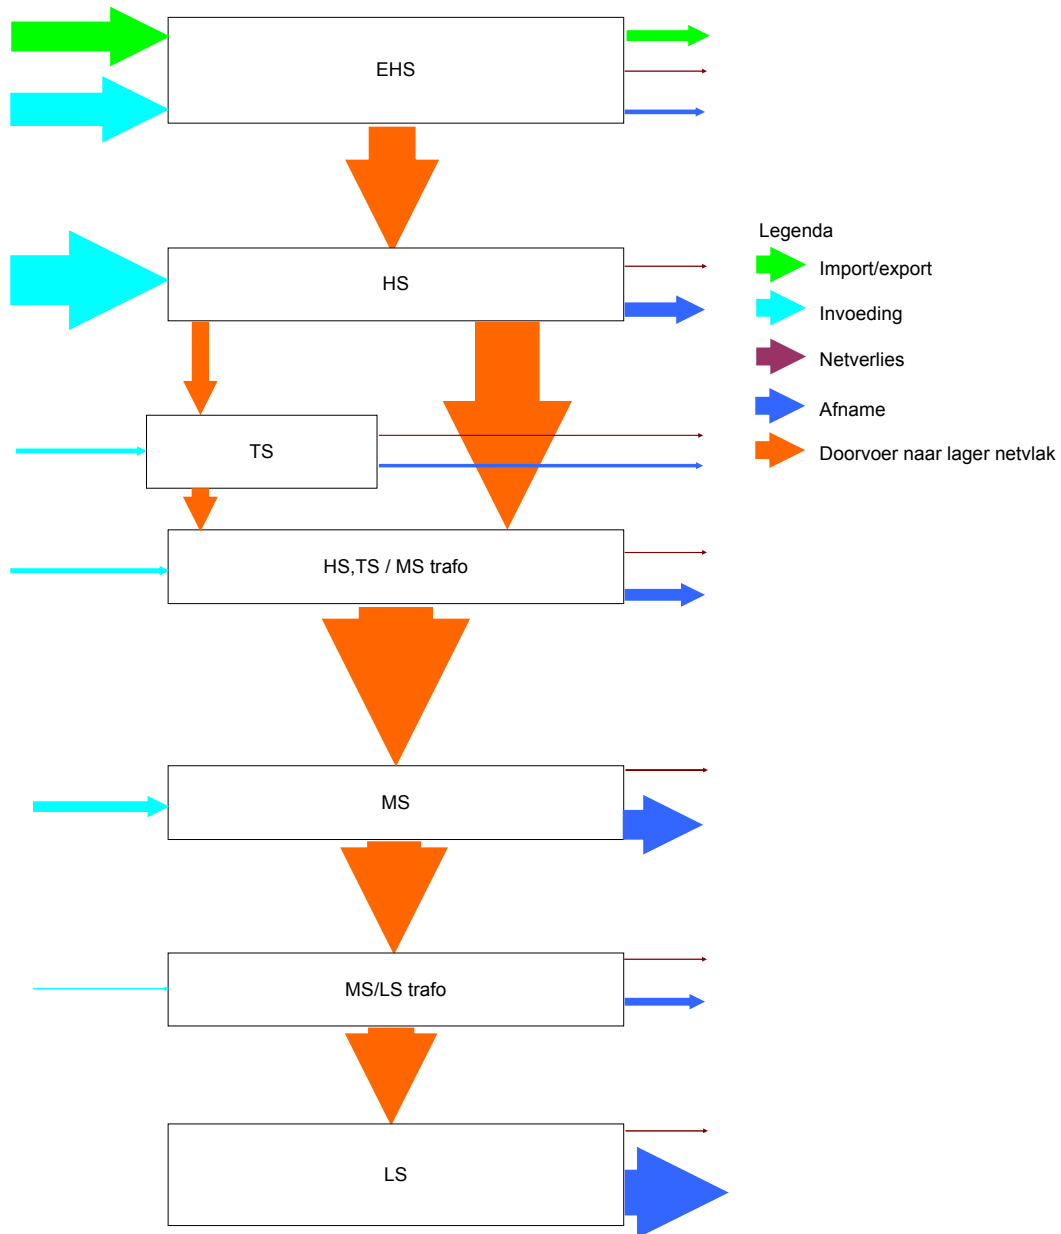 EHS
HS
Legenda
Import/export
Invoeding
Netverlies
Afname
Doorvoer naar lager netvlak
TS
HS,TS / MS trafo
MS
MS/LS trafo
LS